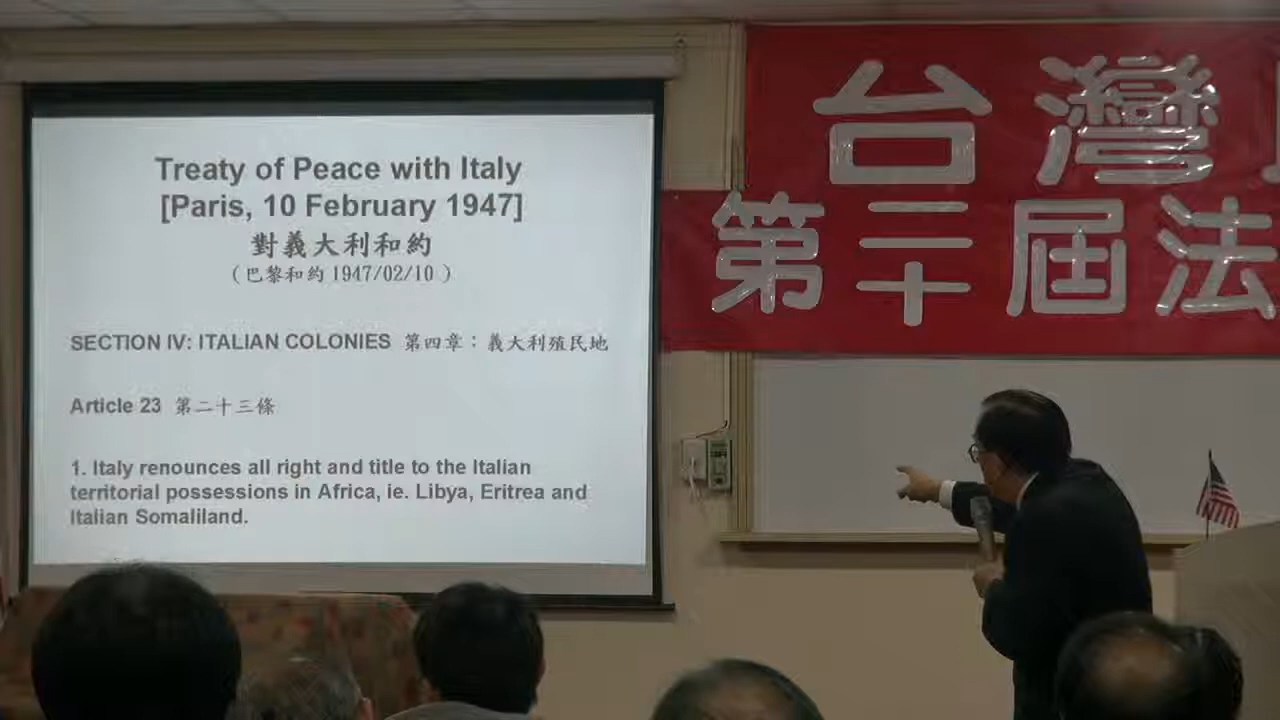 Treaty of Peace with Italy
[Paris, 10 February 1947]
對義大利和約
( 巴黎和約 1947/02/10 )
SECTION IV: ITALIAN COLONIES 第四章：義大利殖民地
Article 23 第二十三條
1. Italy renounces all right and title to the Italian
territorial possessions in Africa, ie. Libya, Eritrea and
Italian Somaliland.
台灣
第二十屆法